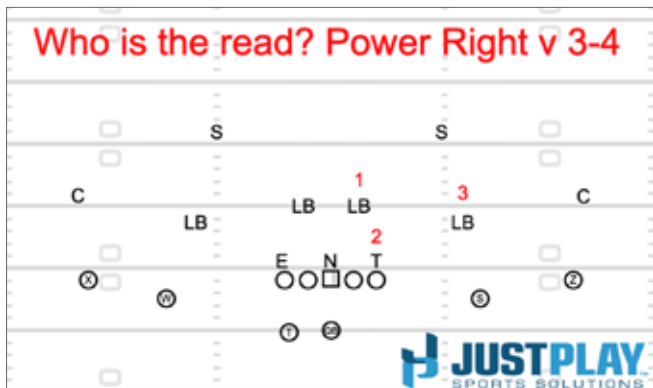 Who is the read? Power Right v 3-4
S S
1
C LB LB 3 C
LB LB
2
E N T
X W S Z
T QB
JUSTPLAY
SPORTS SOLUTIONS